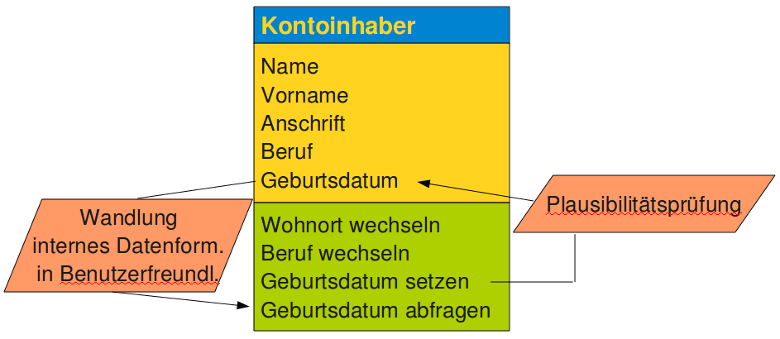 Kontoinhaber
Name
Vorname
Anschrift
Beruf
Geburtsdatum
Wohnort wechseln
Beruf wechseln
Geburtsdatum setzen
Geburtsdatum abfragen
Wandlung
internes Datenform.
in Benutzerfreundl.
Plausibilitätsprüfung